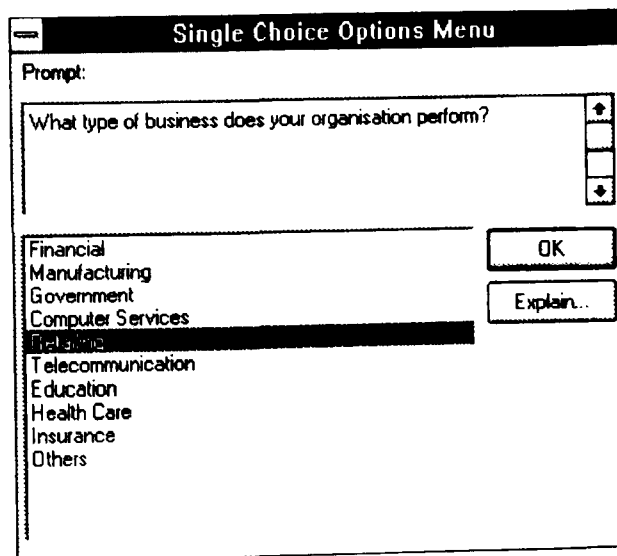 Single Choice Options Menu
Prompt:
What type of business does your organisation perform?
Financial
OK
Manufacturing
Government
Explain...
Computer Services
Telecommunication
Education
Health Care
Insurance
Others